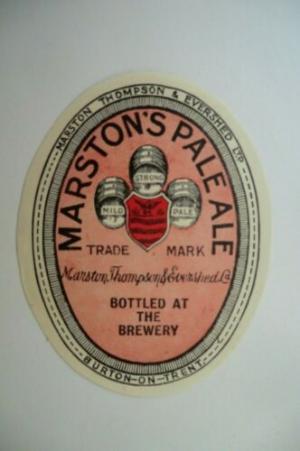 MARSTON THOMPSON & EVERSHED LTD
MARSTON'S PALE ALE
STRONG
MILD
PALE
TRADE MARK
Marston, Thompson & Evershed Ld
BOTTLED AT
THE
BREWERY
BURTON-ON-TRENT